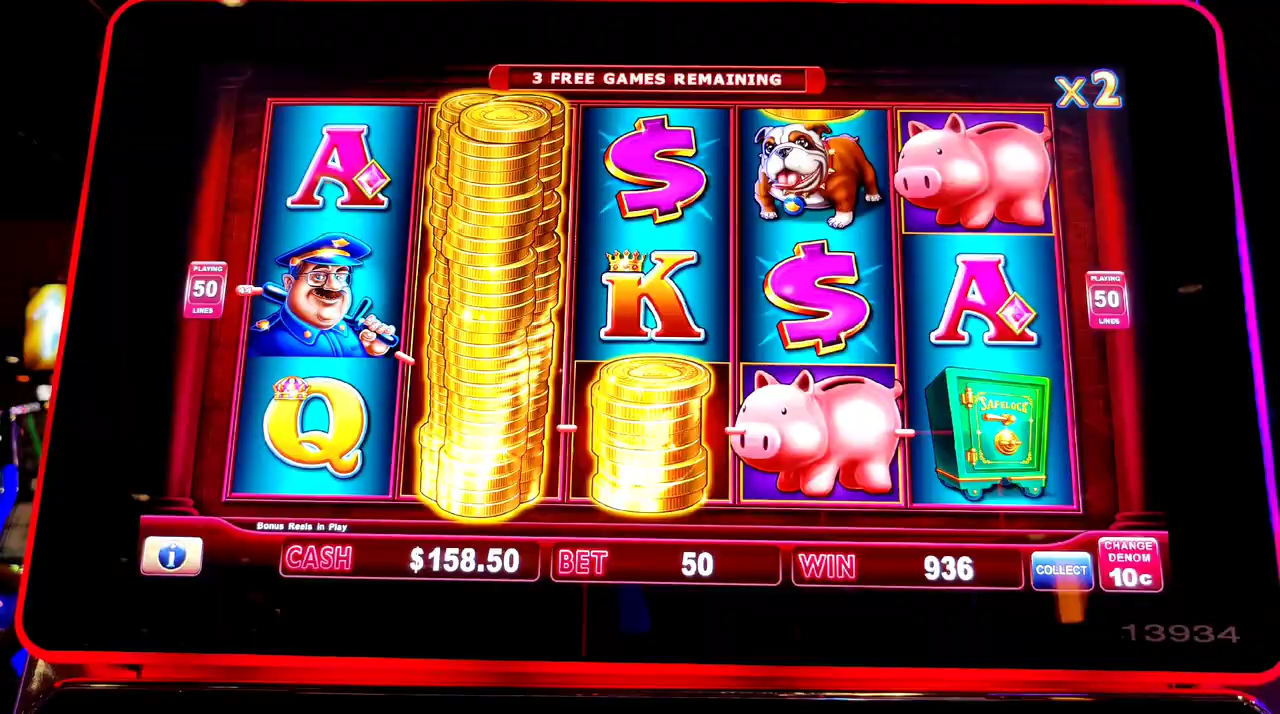 3 FREE GAMES REMAINING
x2
A
$
K
Q
$
A
SAFELOCK
PLAYING
50
LINES
PLAYING
50
LINES
Bonus Reels in Play
i
CASH $158.50
BET 50
WIN 936
COLLECT
CHANGE
DENOM
10c
13934